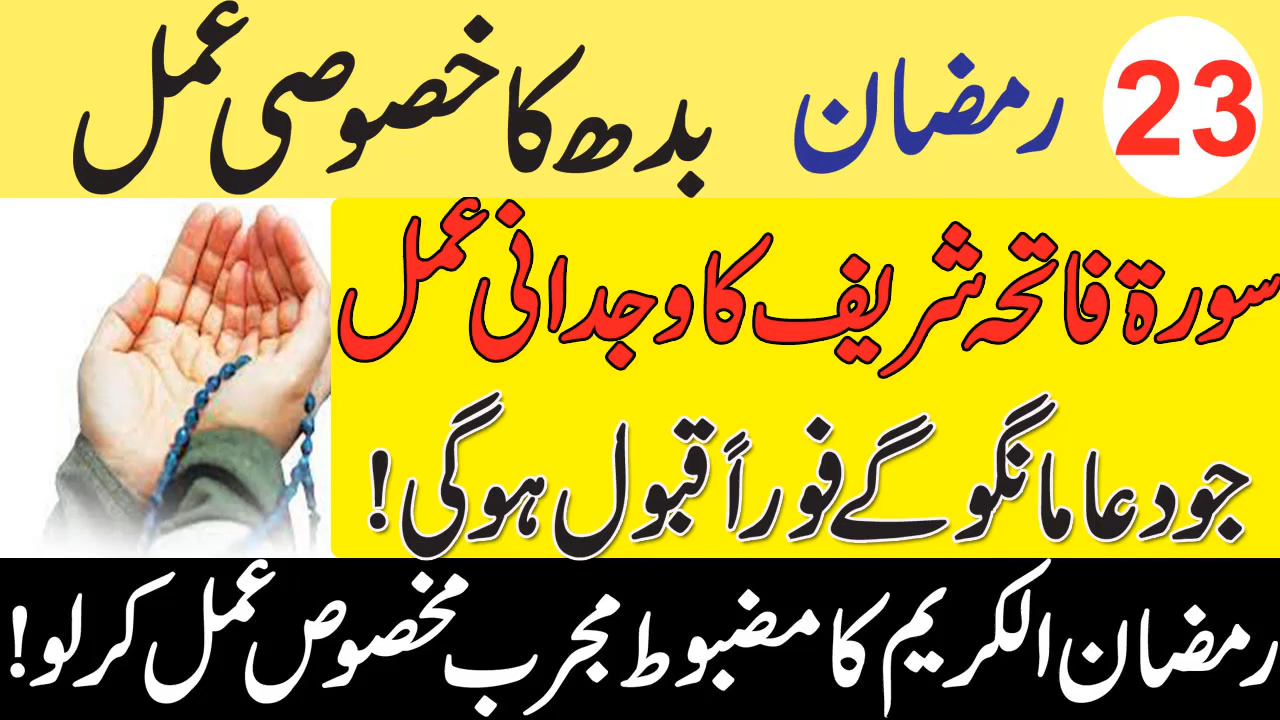 23 رمضان بدھ کا خصوصی عمل
سورۃ فاتحہ شریف کا وجدانی عمل
جو دعا مانگو گے فوراً قبول ہوگی!
رمضان الکریم کا مضبوط مجرب مخصوص عمل کرلو!